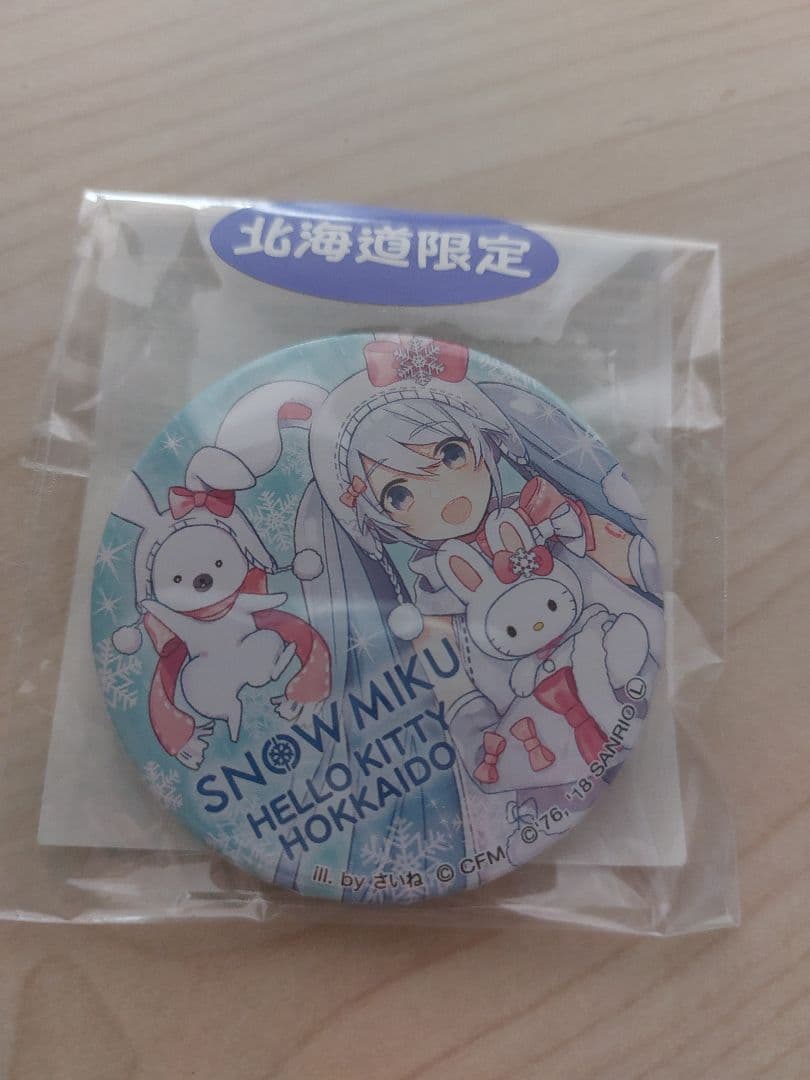 北海道限定
SNOW MIKU
HELLO KITTY
HOKKAIDO
ill. by さいね © CFM © '76, '18 SANRIO Ⓛ